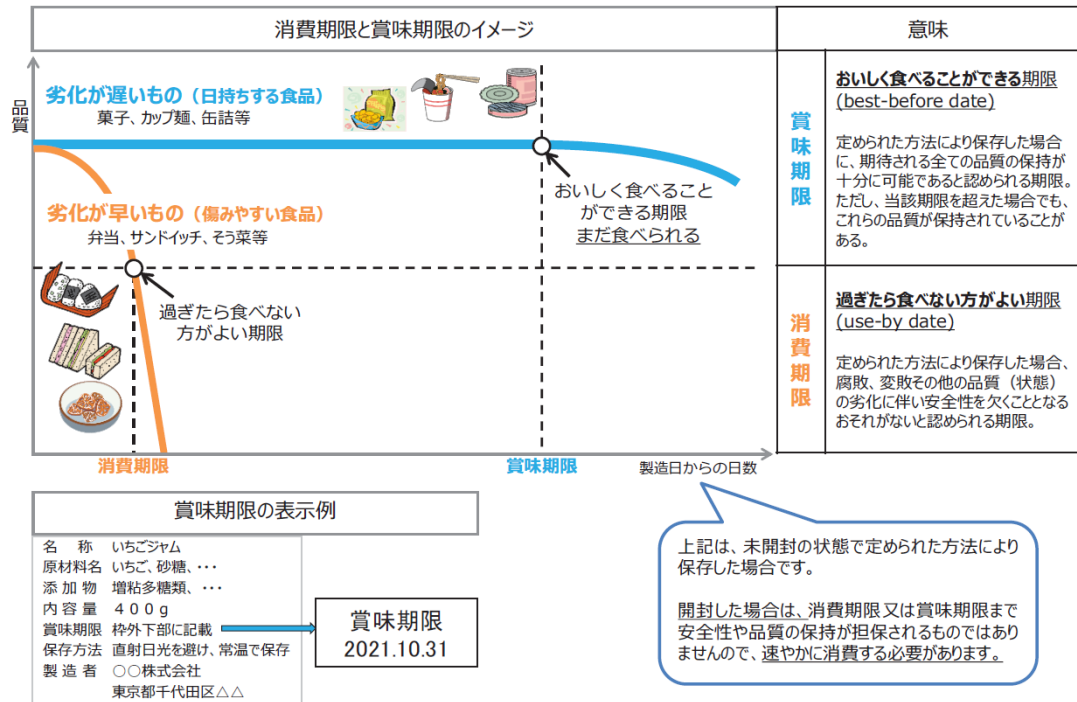 消費期限と賞味期限のイメージ
意味
品質
劣化が遅いもの（日持ちする食品）
菓子、カップ麺、缶詰等
おいしく食べること
ができる期限
まだ食べられる
劣化が早いもの（傷みやすい食品）
弁当、サンドイッチ、そう菜等
過ぎたら食べない
方がよい期限
消費期限
賞味期限
製造日からの日数
賞味期限
おいしく食べることができる期限
(best-before date)
定められた方法により保存した場合
に、期待される全ての品質の保持が
十分に可能であると認められる期限。
ただし、当該期限を超えた場合でも、
これらの品質が保持されていることが
ある。
消費期限
過ぎたら食べない方がよい期限
(use-by date)
定められた方法により保存した場合、
腐敗、変敗その他の品質（状態）
の劣化に伴い安全性を欠くこととなる
おそれがないと認められる期限。
賞味期限の表示例
名　称　いちごジャム
原材料名　いちご、砂糖、・・・
添加物　増粘多糖類、・・・
内容量　４００ｇ
賞味期限　枠外下部に記載
保存方法　直射日光を避け、常温で保存
製造者　○○株式会社
東京都千代田区△△
賞味期限
2021.10.31
上記は、未開封の状態で定められた方法により
保存した場合です。
開封した場合は、消費期限又は賞味期限まで
安全性や品質の保持が担保されるものではあり
ませんので、速やかに消費する必要があります。